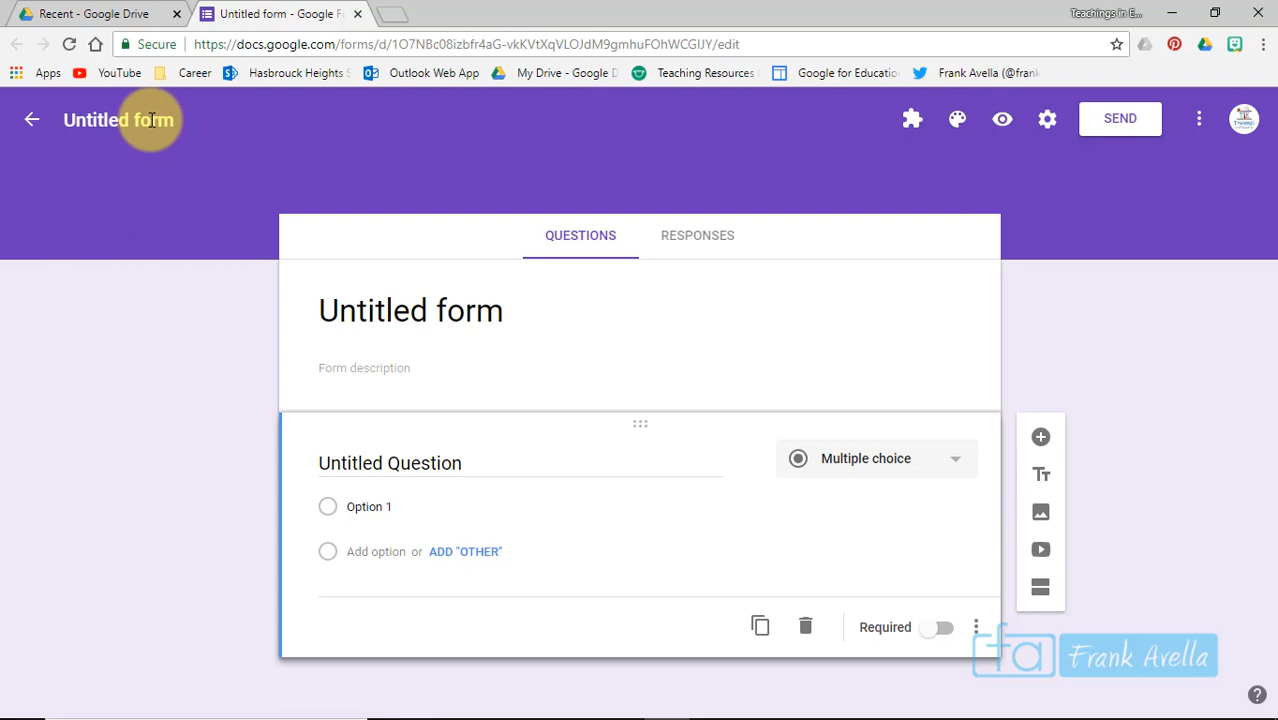 Recent - Google Drive
Untitled form - Google F
Teachings in E...
Secure
https://docs.google.com/forms/d/1O7NBc08izbfr4aG-vkKVtXqVLOJdM9gmhuFOhWCGIJY/edit
Apps
YouTube
Career
Hasbrouck Heights S
Outlook Web App
My Drive - Google D
Teaching Resources
Google for Educatio
Frank Avella (@frank
Untitled form
SEND
QUESTIONS
RESPONSES
Untitled form
Form description
Untitled Question
Multiple choice
Option 1
Add option or ADD "OTHER"
Required
fa Frank Avella